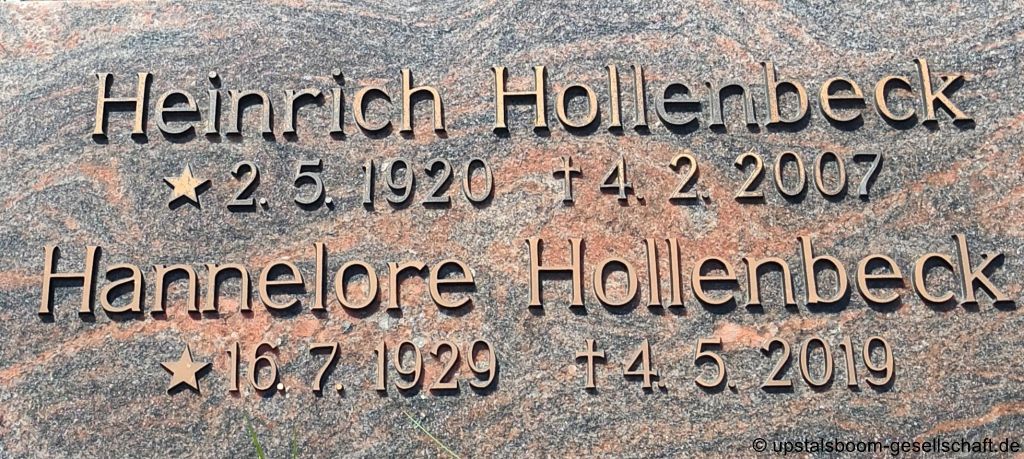 Heinrich Hollenbeck
★ 2. 5. 1920 † 4. 2. 2007
Hannelore Hollenbeck
★ 16. 7. 1929 † 4. 5. 2019
© upstalsboom-gesellschaft.de